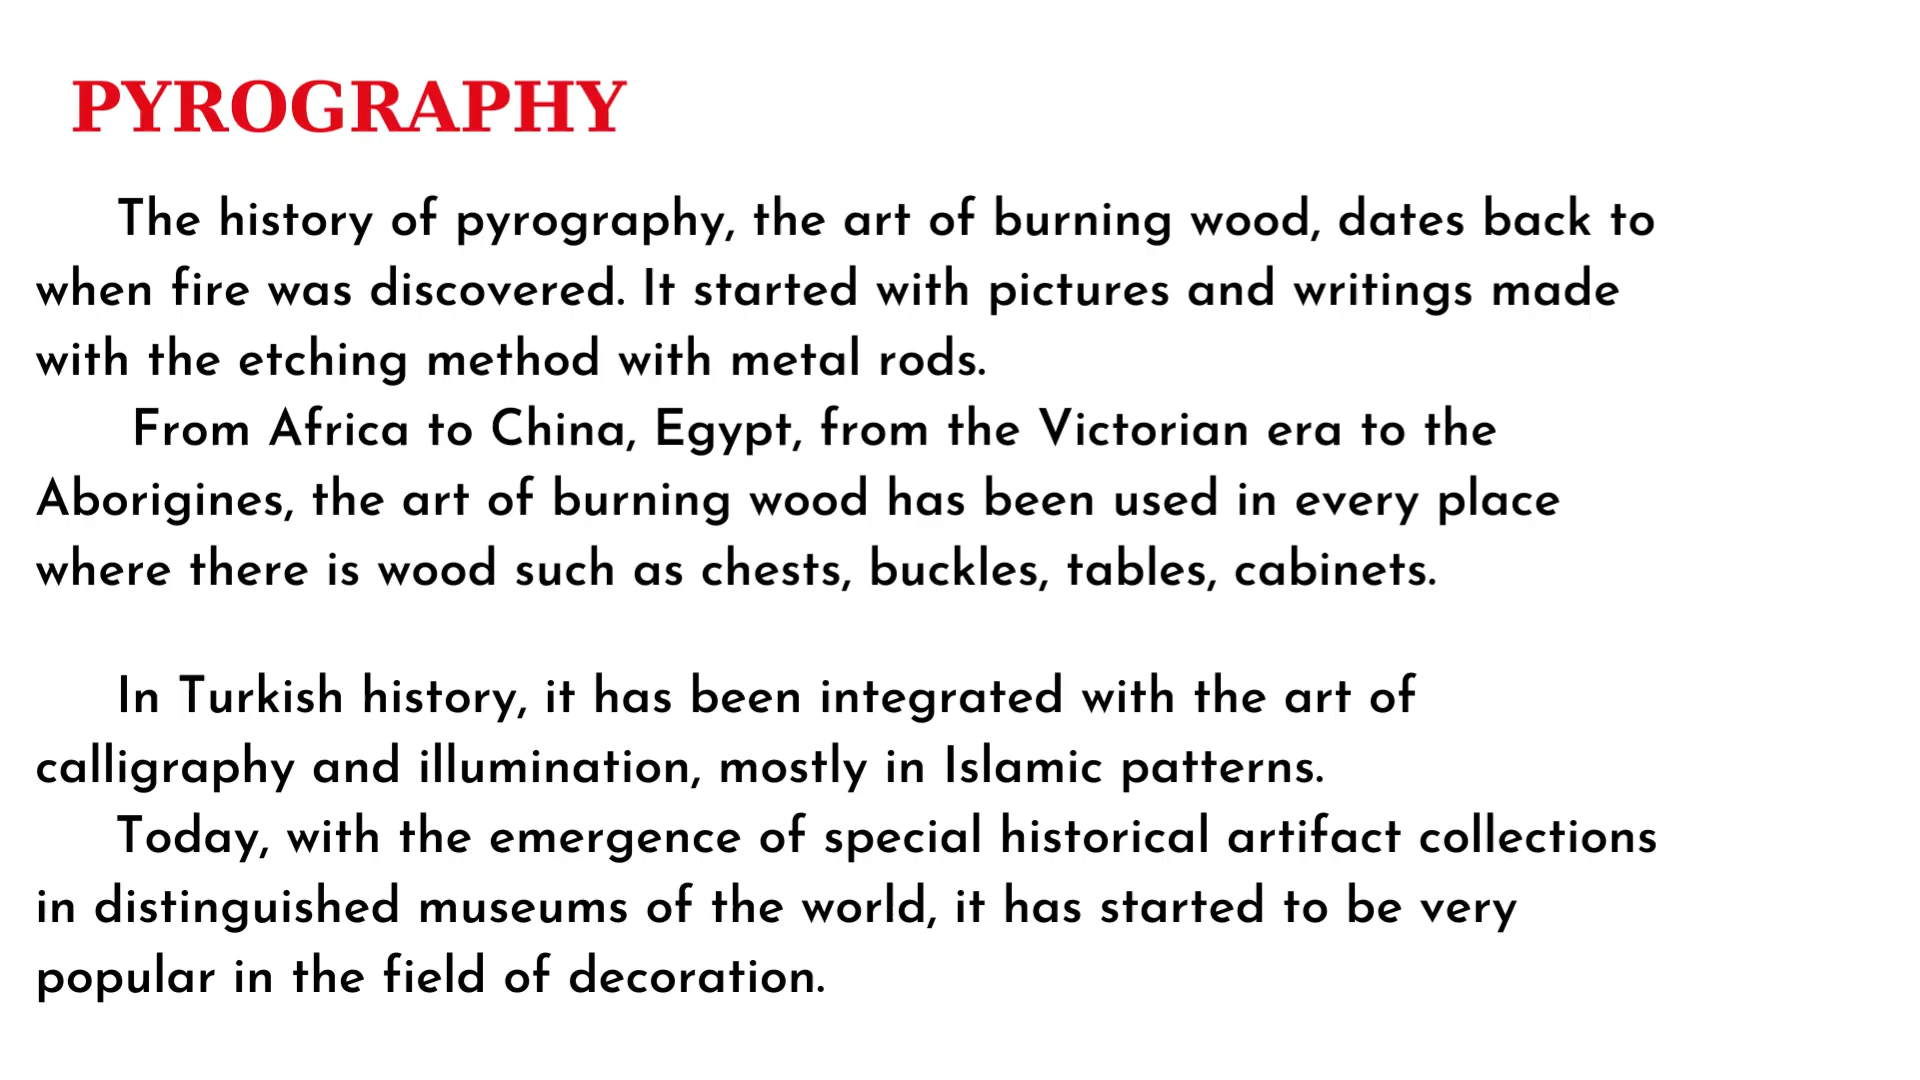 PYROGRAPHY
The history of pyrography, the art of burning wood, dates back to
when fire was discovered. It started with pictures and writings made
with the etching method with metal rods.
From Africa to China, Egypt, from the Victorian era to the
Aborigines, the art of burning wood has been used in every place
where there is wood such as chests, buckles, tables, cabinets.
In Turkish history, it has been integrated with the art of
calligraphy and illumination, mostly in Islamic patterns.
Today, with the emergence of special historical artifact collections
in distinguished museums of the world, it has started to be very
popular in the field of decoration.